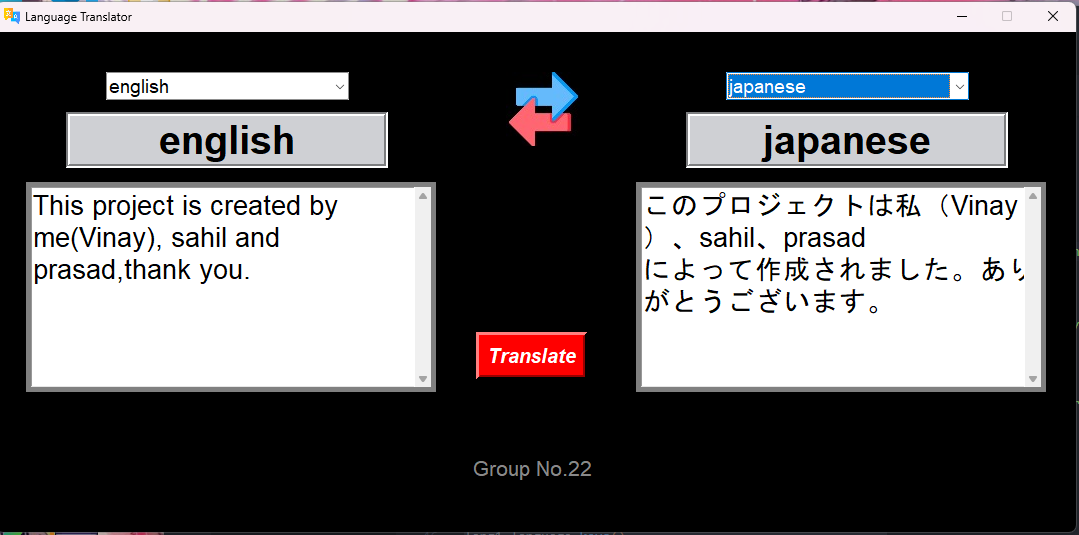 Language Translator
english
japanese
english
japanese
This project is created by
me(Vinay), sahil and
prasad,thank you.
このプロジェクトは私（Vinay
）、sahil、prasad
によって作成されました。あり
がとうございます。
Translate
Group No.22